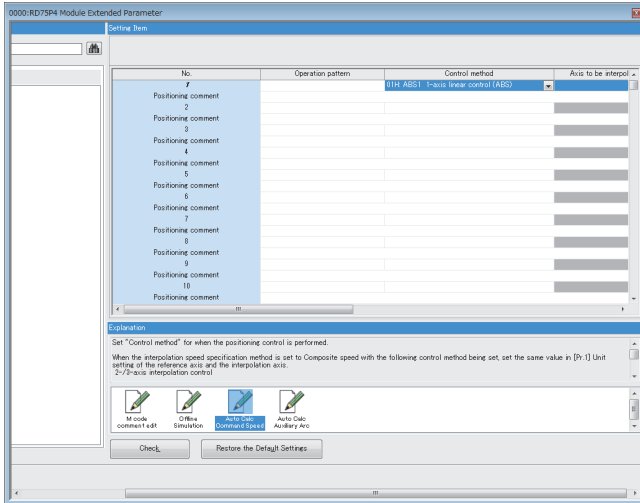 0000:RD75P4 Module Extended Parameter
Setting Item
No. Operation pattern Control method Axis to be interpol
1 01H: ABS1 1-axis linear control (ABS)
Positioning comment
2
Positioning comment
3
Positioning comment
4
Positioning comment
5
Positioning comment
6
Positioning comment
7
Positioning comment
8
Positioning comment
9
Positioning comment
10
Positioning comment
Explanation
Set "Control method" for when the positioning control is performed.
When the interpolation speed specification method is set to Composite speed with the following control method being set, set the same value in [Pr.1] Unit
setting of the reference axis and the interpolation axis.
2-/3-axis interpolation control
M code
comment edit
Offline
Simulation
Auto Calc
Command Speed
Auto Calc
Auxiliary Arc
Check
Restore the Default Settings